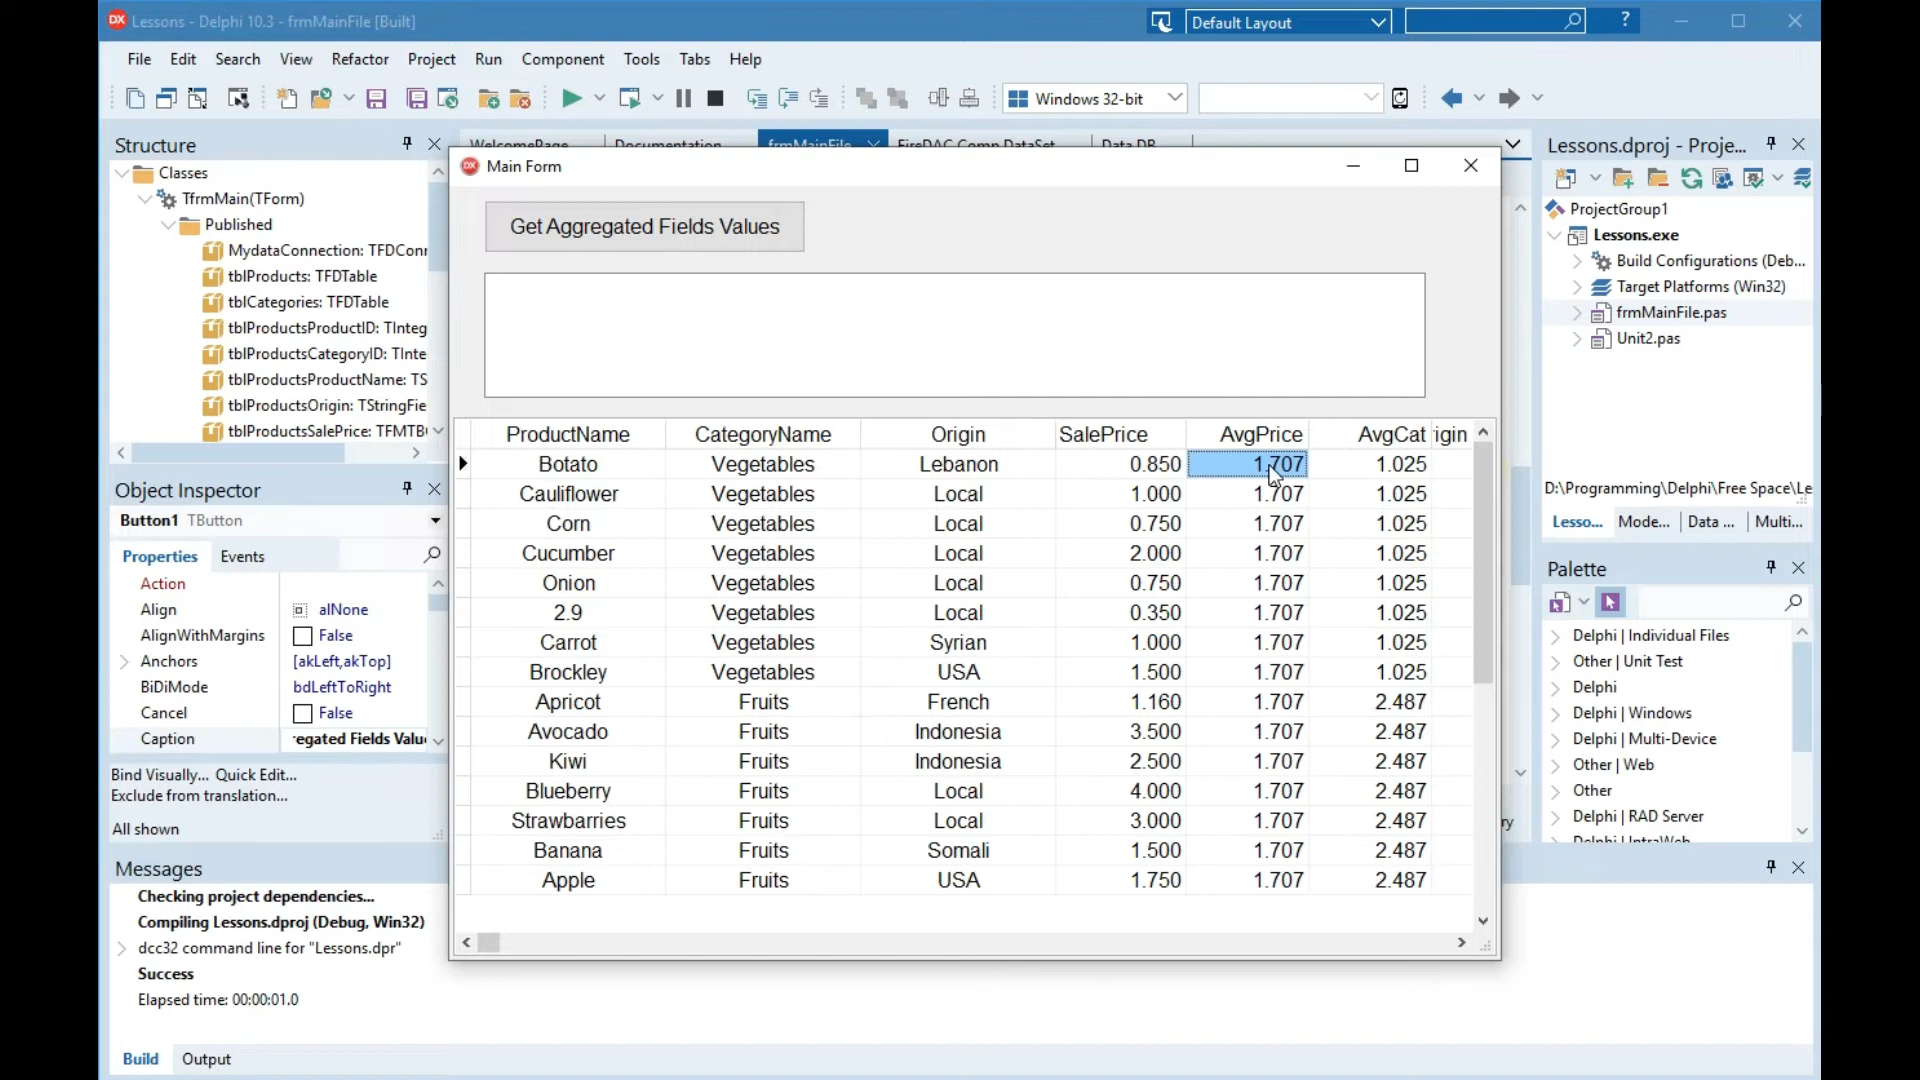 Lessons - Delphi 10.3 - frmMainFile [Built]
Default Layout
?
File Edit Search View Refactor Project Run Component Tools Tabs Help
Windows 32-bit
Structure
Classes
TfrmMain(TForm)
Published
MydataConnection: TFDConn
tblProducts: TFDTable
tblCategories: TFDTable
tblProductsProductID: TInteg
tblProductsCategoryID: TInte
tblProductsProductName: TS
tblProductsOrigin: TStringFie
tblProductsSalePrice: TFMTB
Object Inspector
Button1 TButton
Properties Events
Action
Align alNone
AlignWithMargins False
Anchors [akLeft,akTop]
BiDiMode bdLeftToRight
Cancel False
Caption regated Fields Valu
Bind Visually... Quick Edit...
Exclude from translation...
All shown
WelcomePage Documentation frmMainFile FireDAC.Comp.DataSet Data.DB
Main Form
Get Aggregated Fields Values
ProductName CategoryName Origin SalePrice AvgPrice AvgCat igin
Botato Vegetables Lebanon 0.850 1.707 1.025
Cauliflower Vegetables Local 1.000 1.707 1.025
Corn Vegetables Local 0.750 1.707 1.025
Cucumber Vegetables Local 2.000 1.707 1.025
Onion Vegetables Local 0.750 1.707 1.025
2.9 Vegetables Local 0.350 1.707 1.025
Carrot Vegetables Syrian 1.000 1.707 1.025
Brockley Vegetables USA 1.500 1.707 1.025
Apricot Fruits French 1.160 1.707 2.487
Avocado Fruits Indonesia 3.500 1.707 2.487
Kiwi Fruits Indonesia 2.500 1.707 2.487
Blueberry Fruits Local 4.000 1.707 2.487
Strawbarries Fruits Local 3.000 1.707 2.487
Banana Fruits Somali 1.500 1.707 2.487
Apple Fruits USA 1.750 1.707 2.487
ry
Lessons.dproj - Proje...
ProjectGroup1
Lessons.exe
Build Configurations (Deb...
Target Platforms (Win32)
frmMainFile.pas
Unit2.pas
D:\Programming\Delphi\Free Space\Le
Lesso... Mode... Data ... Multi...
Palette
Delphi | Individual Files
Other | Unit Test
Delphi
Delphi | Windows
Delphi | Multi-Device
Other | Web
Other
Delphi | RAD Server
Delphi | IntraWeb
Messages
Checking project dependencies...
Compiling Lessons.dproj (Debug, Win32)
dcc32 command line for "Lessons.dpr"
Success
Elapsed time: 00:00:01.0
Build Output